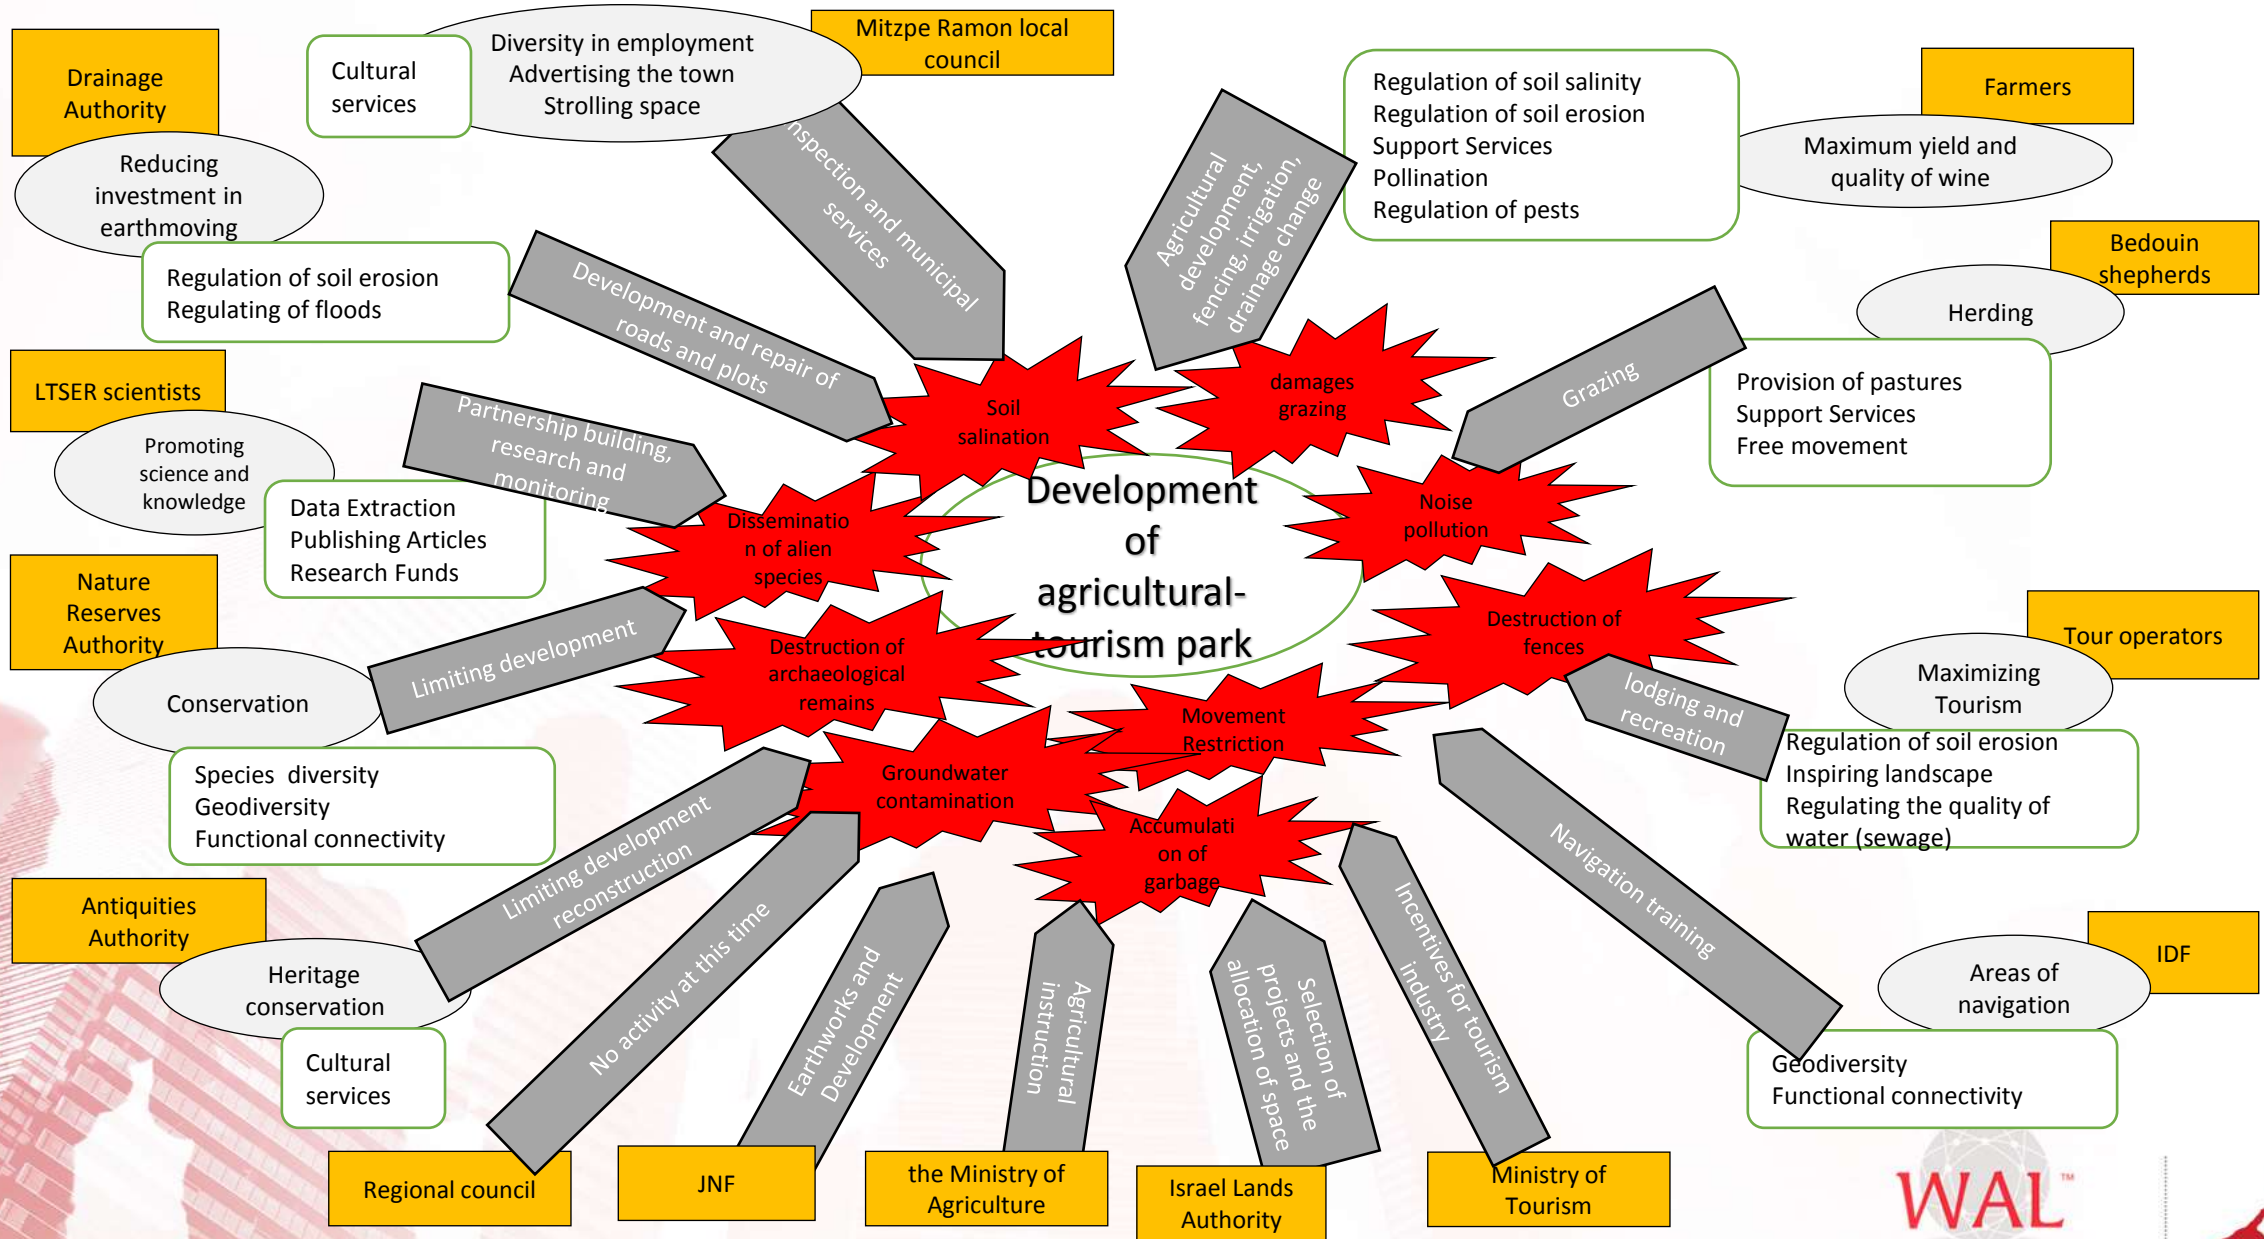 Drainage
Authority
Reducing
investment in
earthmoving
Regulation of soil erosion
Regulating of floods
Development and repair of
roads and plots
Cultural
services
Diversity in employment
Advertising the town
Strolling space
Mitzpe Ramon local
council
nspection and municipal
services
Agricultural
development,
fencing, irrigation,
drainage change
Regulation of soil salinity
Regulation of soil erosion
Support Services
Pollination
Regulation of pests
Farmers
Maximum yield and
quality of wine
Bedouin
shepherds
Herding
Provision of pastures
Support Services
Free movement
Grazing
LTSER scientists
Promoting
science and
knowledge
Data Extraction
Publishing Articles
Research Funds
Partnership building,
research and
monitoring
Soil
salination
damages
grazing
Noise
pollution
Disseminatio
n of alien
species
Development
of
agricultural-
tourism park
Destruction of
fences
Destruction of
archaeological
remains
Movement
Restriction
Groundwater
contamination
Accumulati
on of
garbage
Nature
Reserves
Authority
Conservation
Species  diversity
Geodiversity
Functional connectivity
Limiting development
Tour operators
Maximizing
Tourism
lodging and
recreation
Regulation of soil erosion
Inspiring landscape
Regulating the quality of
water (sewage)
Antiquities
Authority
Heritage
conservation
Cultural
services
Limiting development
reconstruction
No activity at this time
Regional council
Earthworks and
Development
JNF
Agricultural
instruction
the Ministry of
Agriculture
Selection of
projects and the
allocation of space
Israel Lands
Authority
Incentives for tourism
industry
Ministry of
Tourism
Navigation training
IDF
Areas of
navigation
Geodiversity
Functional connectivity
WAL™